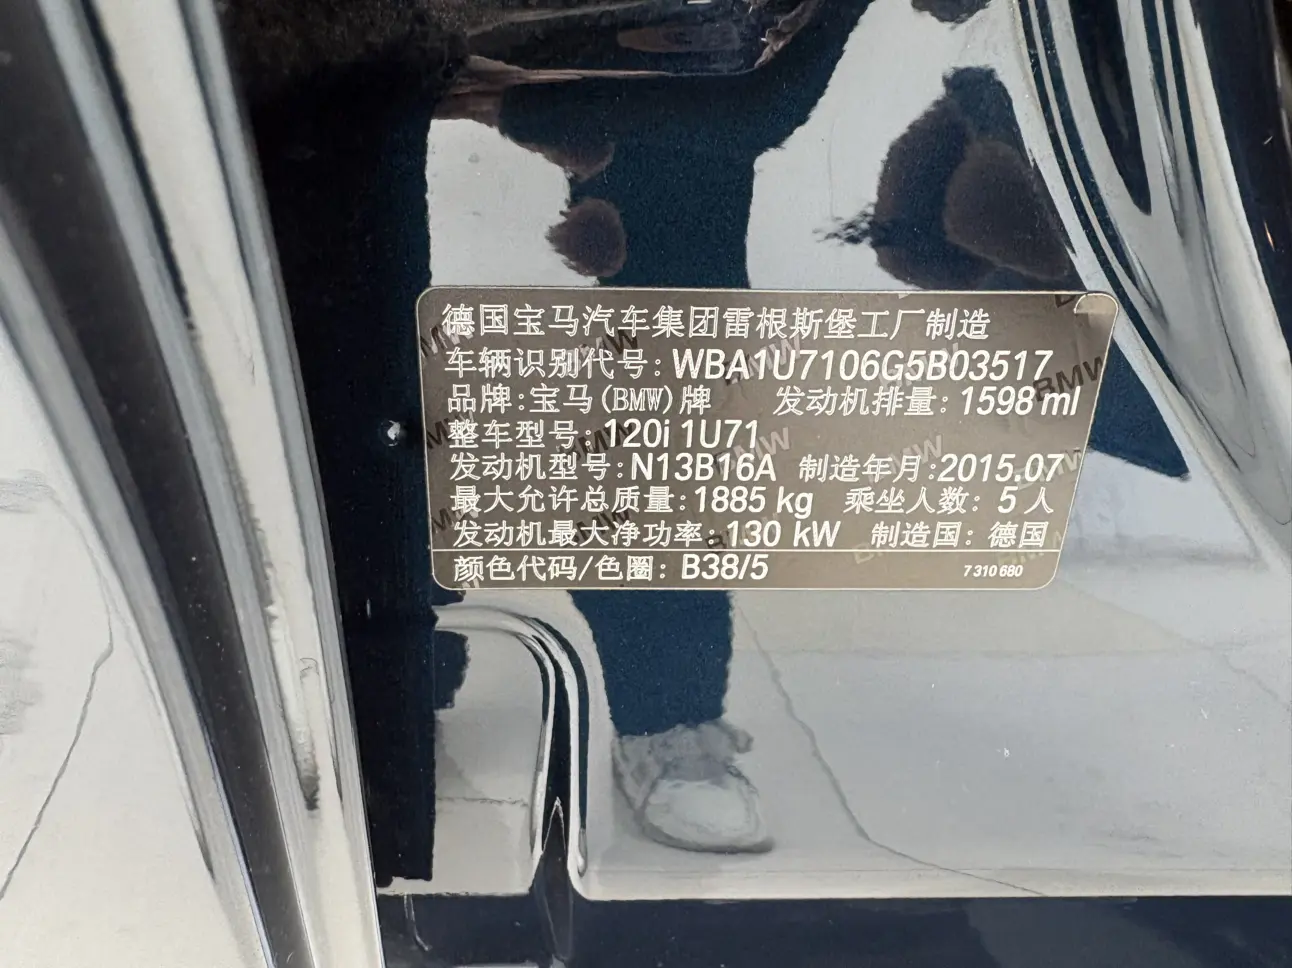 德国宝马汽车集团雷根斯堡工厂制造
车辆识别代号: WBA1U7106G5B03517
品牌:宝马(BMW)牌 发动机排量: 1598 ml
整车型号: 120i 1U71
发动机型号: N13B16A 制造年月:2015.07
最大允许总质量: 1885 kg 乘坐人数: 5 人
发动机最大净功率: 130 kW 制造国: 德国
颜色代码/色圈: B38/5 7 310 680